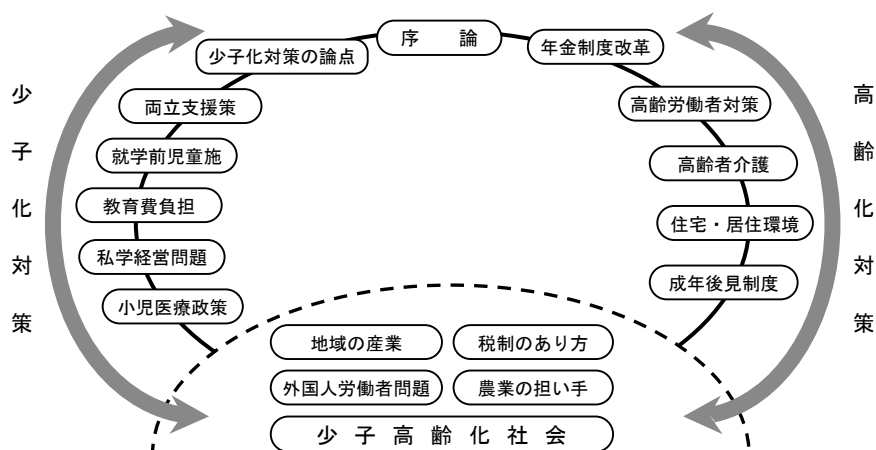 序　論
少子化対策の論点
年金制度改革
両立支援策
高齢労働者対策
就学前児童施
高齢者介護
教育費負担
住宅・居住環境
私学経営問題
成年後見制度
小児医療政策
少子化対策
高齢化対策
地域の産業
税制のあり方
外国人労働者問題
農業の担い手
少子高齢化社会